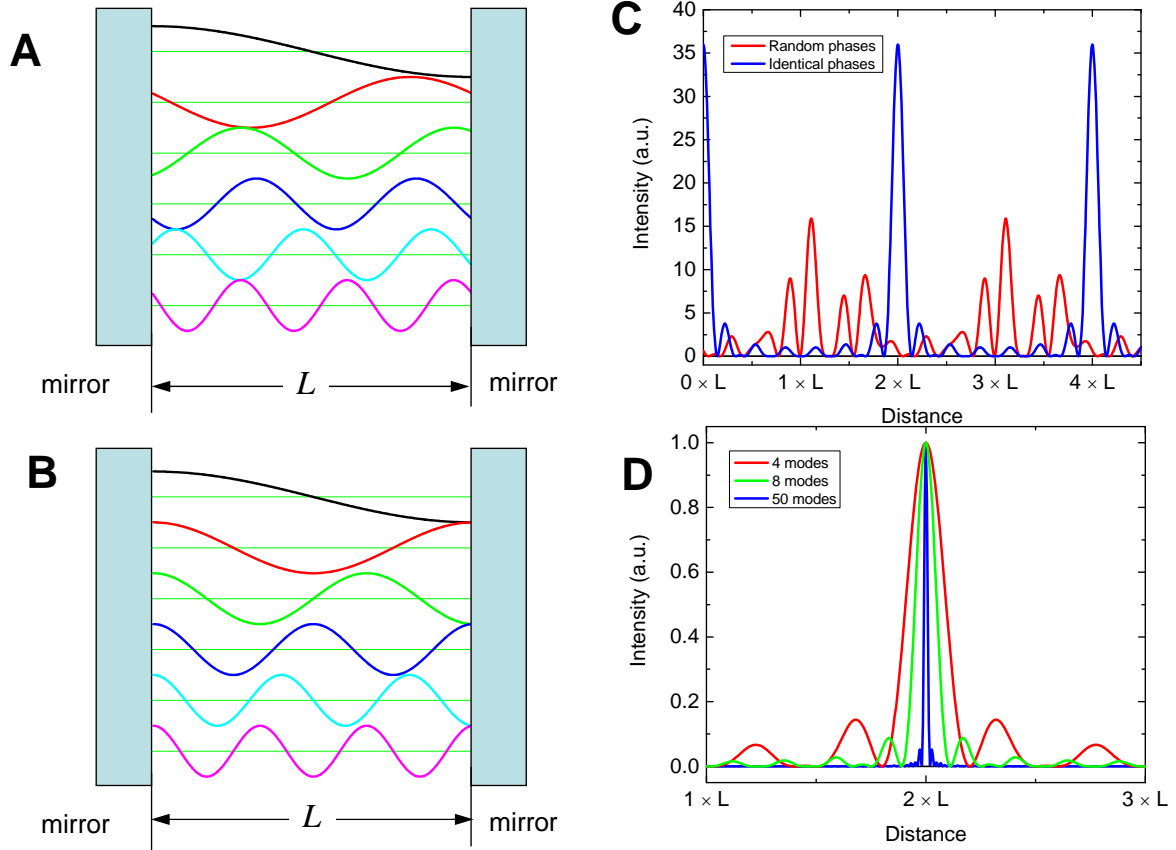 A
mirror
L
mirror
B
mirror
L
mirror
C
40
35
30
25
20
15
10
5
0
Intensity (a.u.)
Random phases
Identical phases
0 × L
1 × L
2 × L
3 × L
4 × L
Distance
D
1.0
0.8
0.6
0.4
0.2
0.0
Intensity (a.u.)
4 modes
8 modes
50 modes
1 × L
2 × L
3 × L
Distance